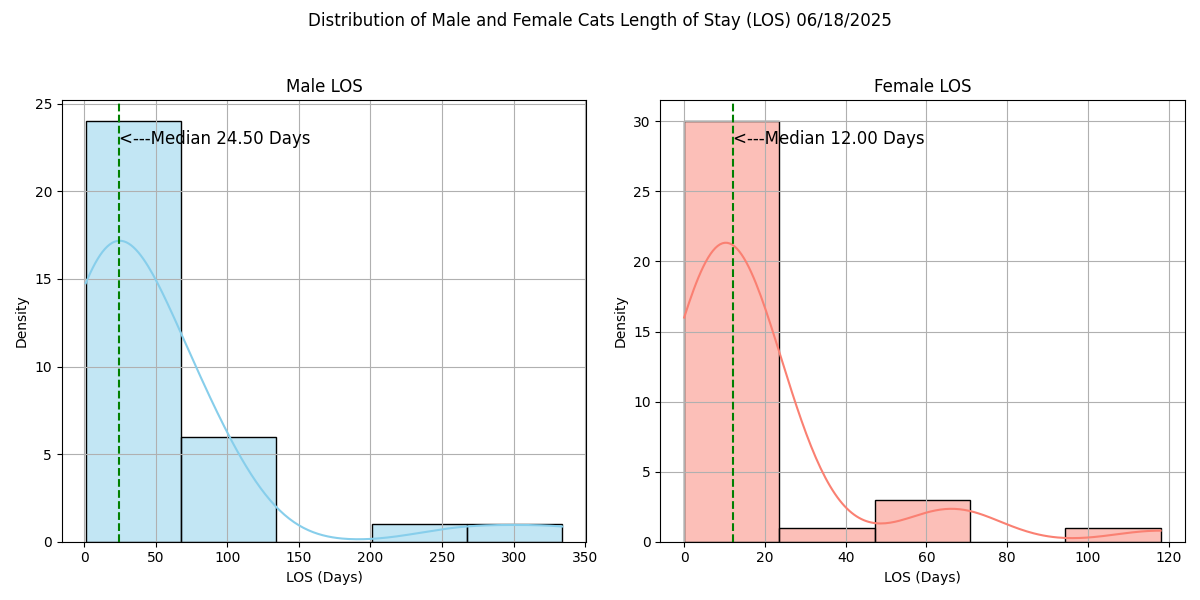 Distribution of Male and Female Cats Length of Stay (LOS) 06/18/2025
Male LOS
25
20
15
10
5
0
Density
<---Median 24.50 Days
0 50 100 150 200 250 300 350
LOS (Days)
Female LOS
30
25
20
15
10
5
0
Density
<---Median 12.00 Days
0 20 40 60 80 100 120
LOS (Days)